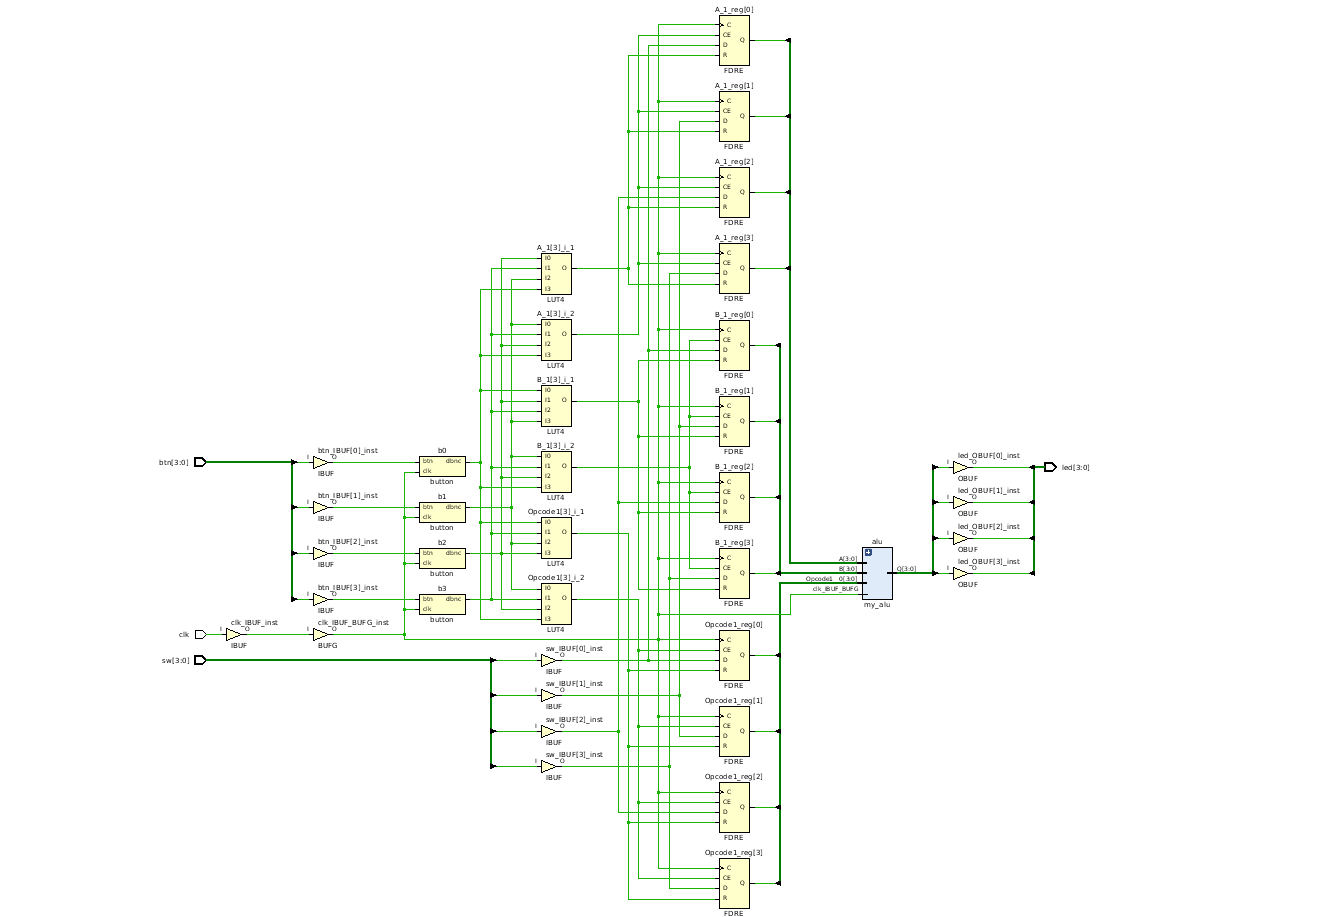 A_1_reg[0]
C
CE
D
R
Q
FDRE
A_1_reg[1]
C
CE
D
R
Q
FDRE
A_1_reg[2]
C
CE
D
R
Q
FDRE
A_1_reg[3]
C
CE
D
R
Q
FDRE
B_1_reg[0]
C
CE
D
R
Q
FDRE
B_1_reg[1]
C
CE
D
R
Q
FDRE
B_1_reg[2]
C
CE
D
R
Q
FDRE
B_1_reg[3]
C
CE
D
R
Q
FDRE
Opcode1_reg[0]
C
CE
D
R
Q
FDRE
Opcode1_reg[1]
C
CE
D
R
Q
FDRE
Opcode1_reg[2]
C
CE
D
R
Q
FDRE
Opcode1_reg[3]
C
CE
D
R
Q
FDRE
A_1[3]_i_1
I0
I1
I2
I3
O
LUT4
A_1[3]_i_2
I0
I1
I2
I3
O
LUT4
B_1[3]_i_1
I0
I1
I2
I3
O
LUT4
B_1[3]_i_2
I0
I1
I2
I3
O
LUT4
Opcode1[3]_i_1
I0
I1
I2
I3
O
LUT4
Opcode1[3]_i_2
I0
I1
I2
I3
O
LUT4
btn[3:0]
btn_IBUF[0]_inst
I
O
IBUF
btn_IBUF[1]_inst
I
O
IBUF
btn_IBUF[2]_inst
I
O
IBUF
btn_IBUF[3]_inst
I
O
IBUF
b0
btn
dbnc
clk
button
b1
btn
dbnc
clk
button
b2
btn
dbnc
clk
button
b3
btn
dbnc
clk
button
clk
clk_IBUF_inst
I
O
IBUF
clk_IBUF_BUFG_inst
I
O
BUFG
sw[3:0]
sw_IBUF[0]_inst
I
O
IBUF
sw_IBUF[1]_inst
I
O
IBUF
sw_IBUF[2]_inst
I
O
IBUF
sw_IBUF[3]_inst
I
O
IBUF
alu
A[3:0]
B[3:0]
Opcode1_0[3:0]
clk_IBUF_BUFG
Q[3:0]
my_alu
led_OBUF[0]_inst
I
O
OBUF
led_OBUF[1]_inst
I
O
OBUF
led_OBUF[2]_inst
I
O
OBUF
led_OBUF[3]_inst
I
O
OBUF
led[3:0]